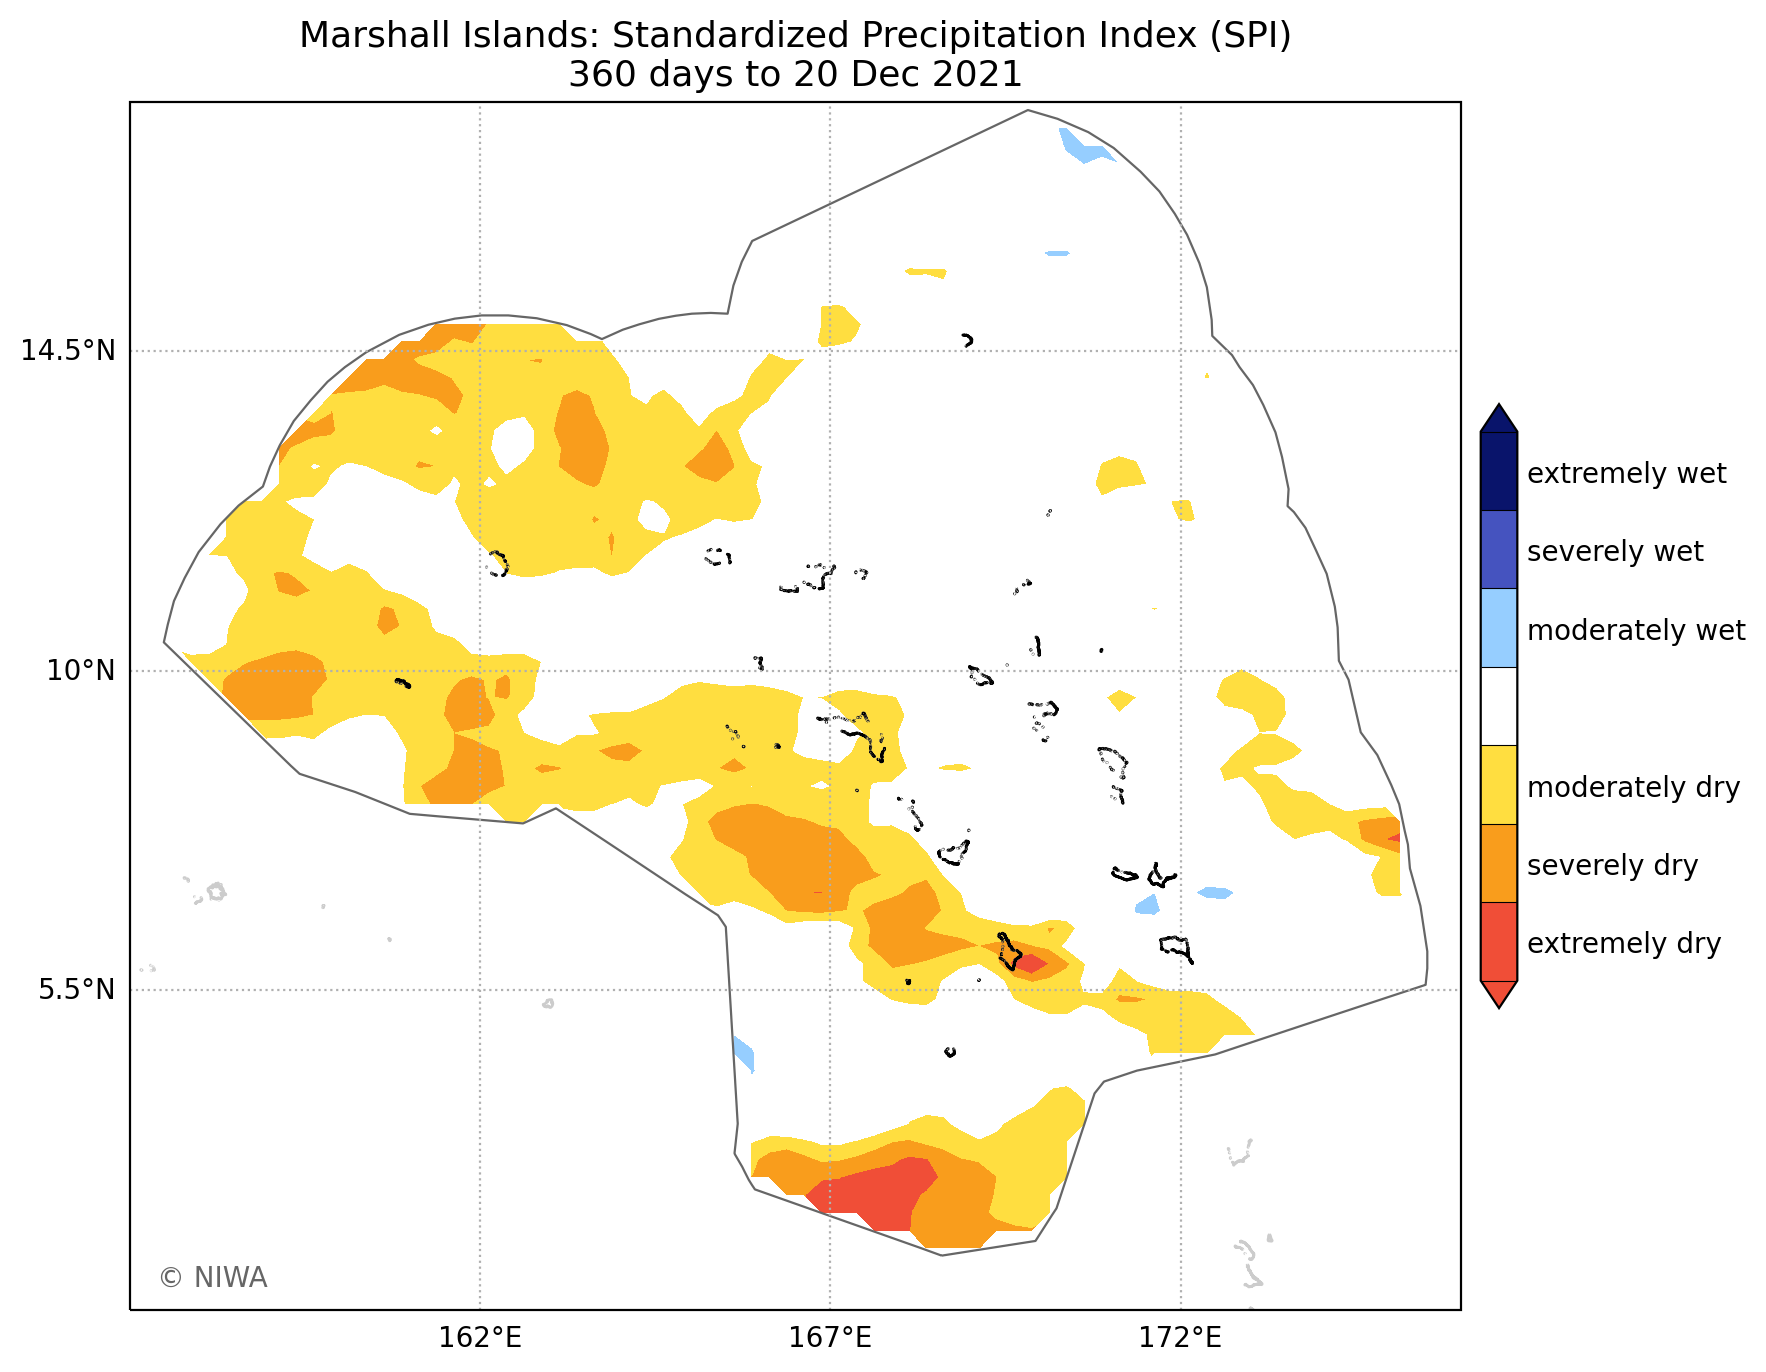 Marshall Islands: Standardized Precipitation Index (SPI)
360 days to 20 Dec 2021
14.5°N
10°N
5.5°N
162°E
167°E
172°E
extremely wet
severely wet
moderately wet
moderately dry
severely dry
extremely dry
© NIWA